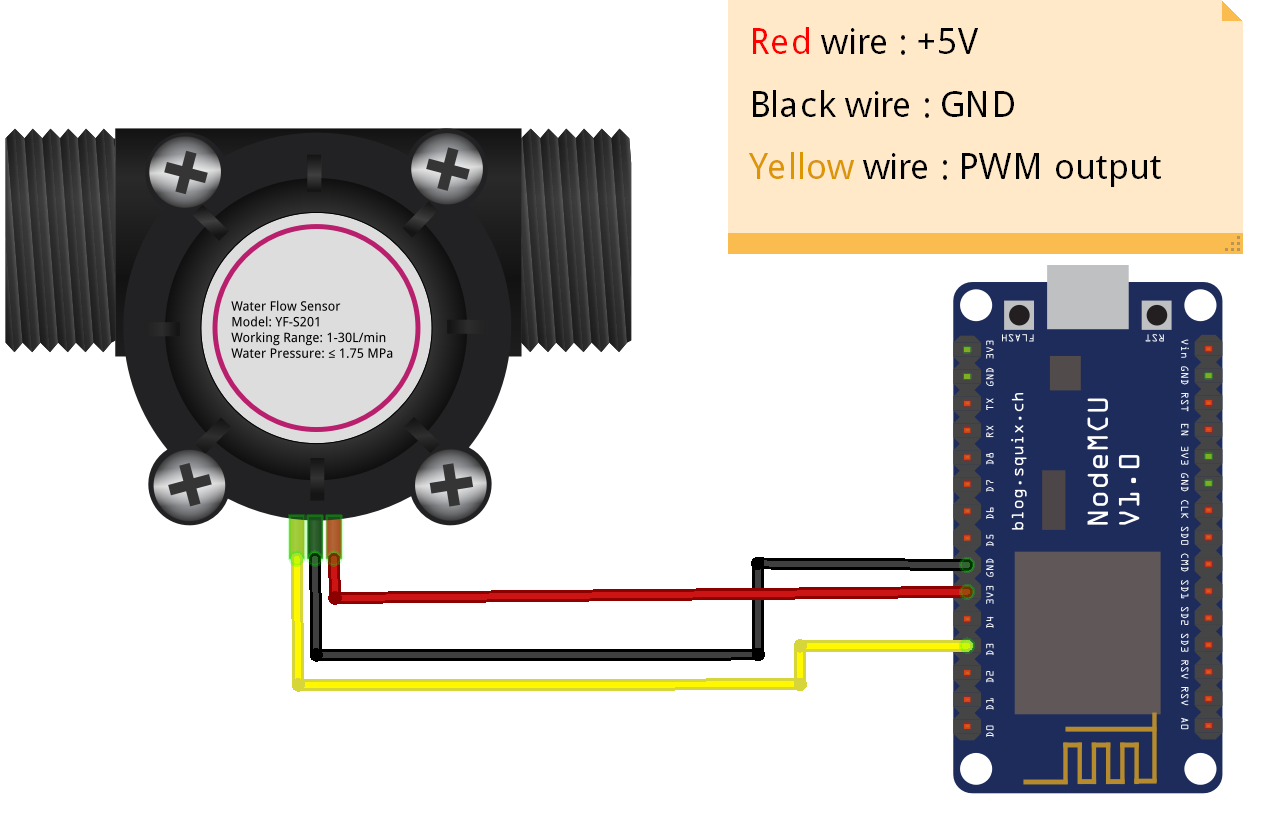 Red wire : +5V
Black wire : GND
Yellow wire : PWM output
Water Flow Sensor
Model: YF-S201
Working Range: 1-30L/min
Water Pressure: ≤ 1.75 MPa
FLASH
RST
3V3
GND
TX
RX
D8
D7
D6
D5
GND
3V3
D4
D3
D2
D1
D0
blog.squix.ch
NodeMCU
V1.0
Vin
GND
RST
EN
3V3
GND
CLK
SD0
CMD
SD1
SD2
SD3
RSV
RSV
A0